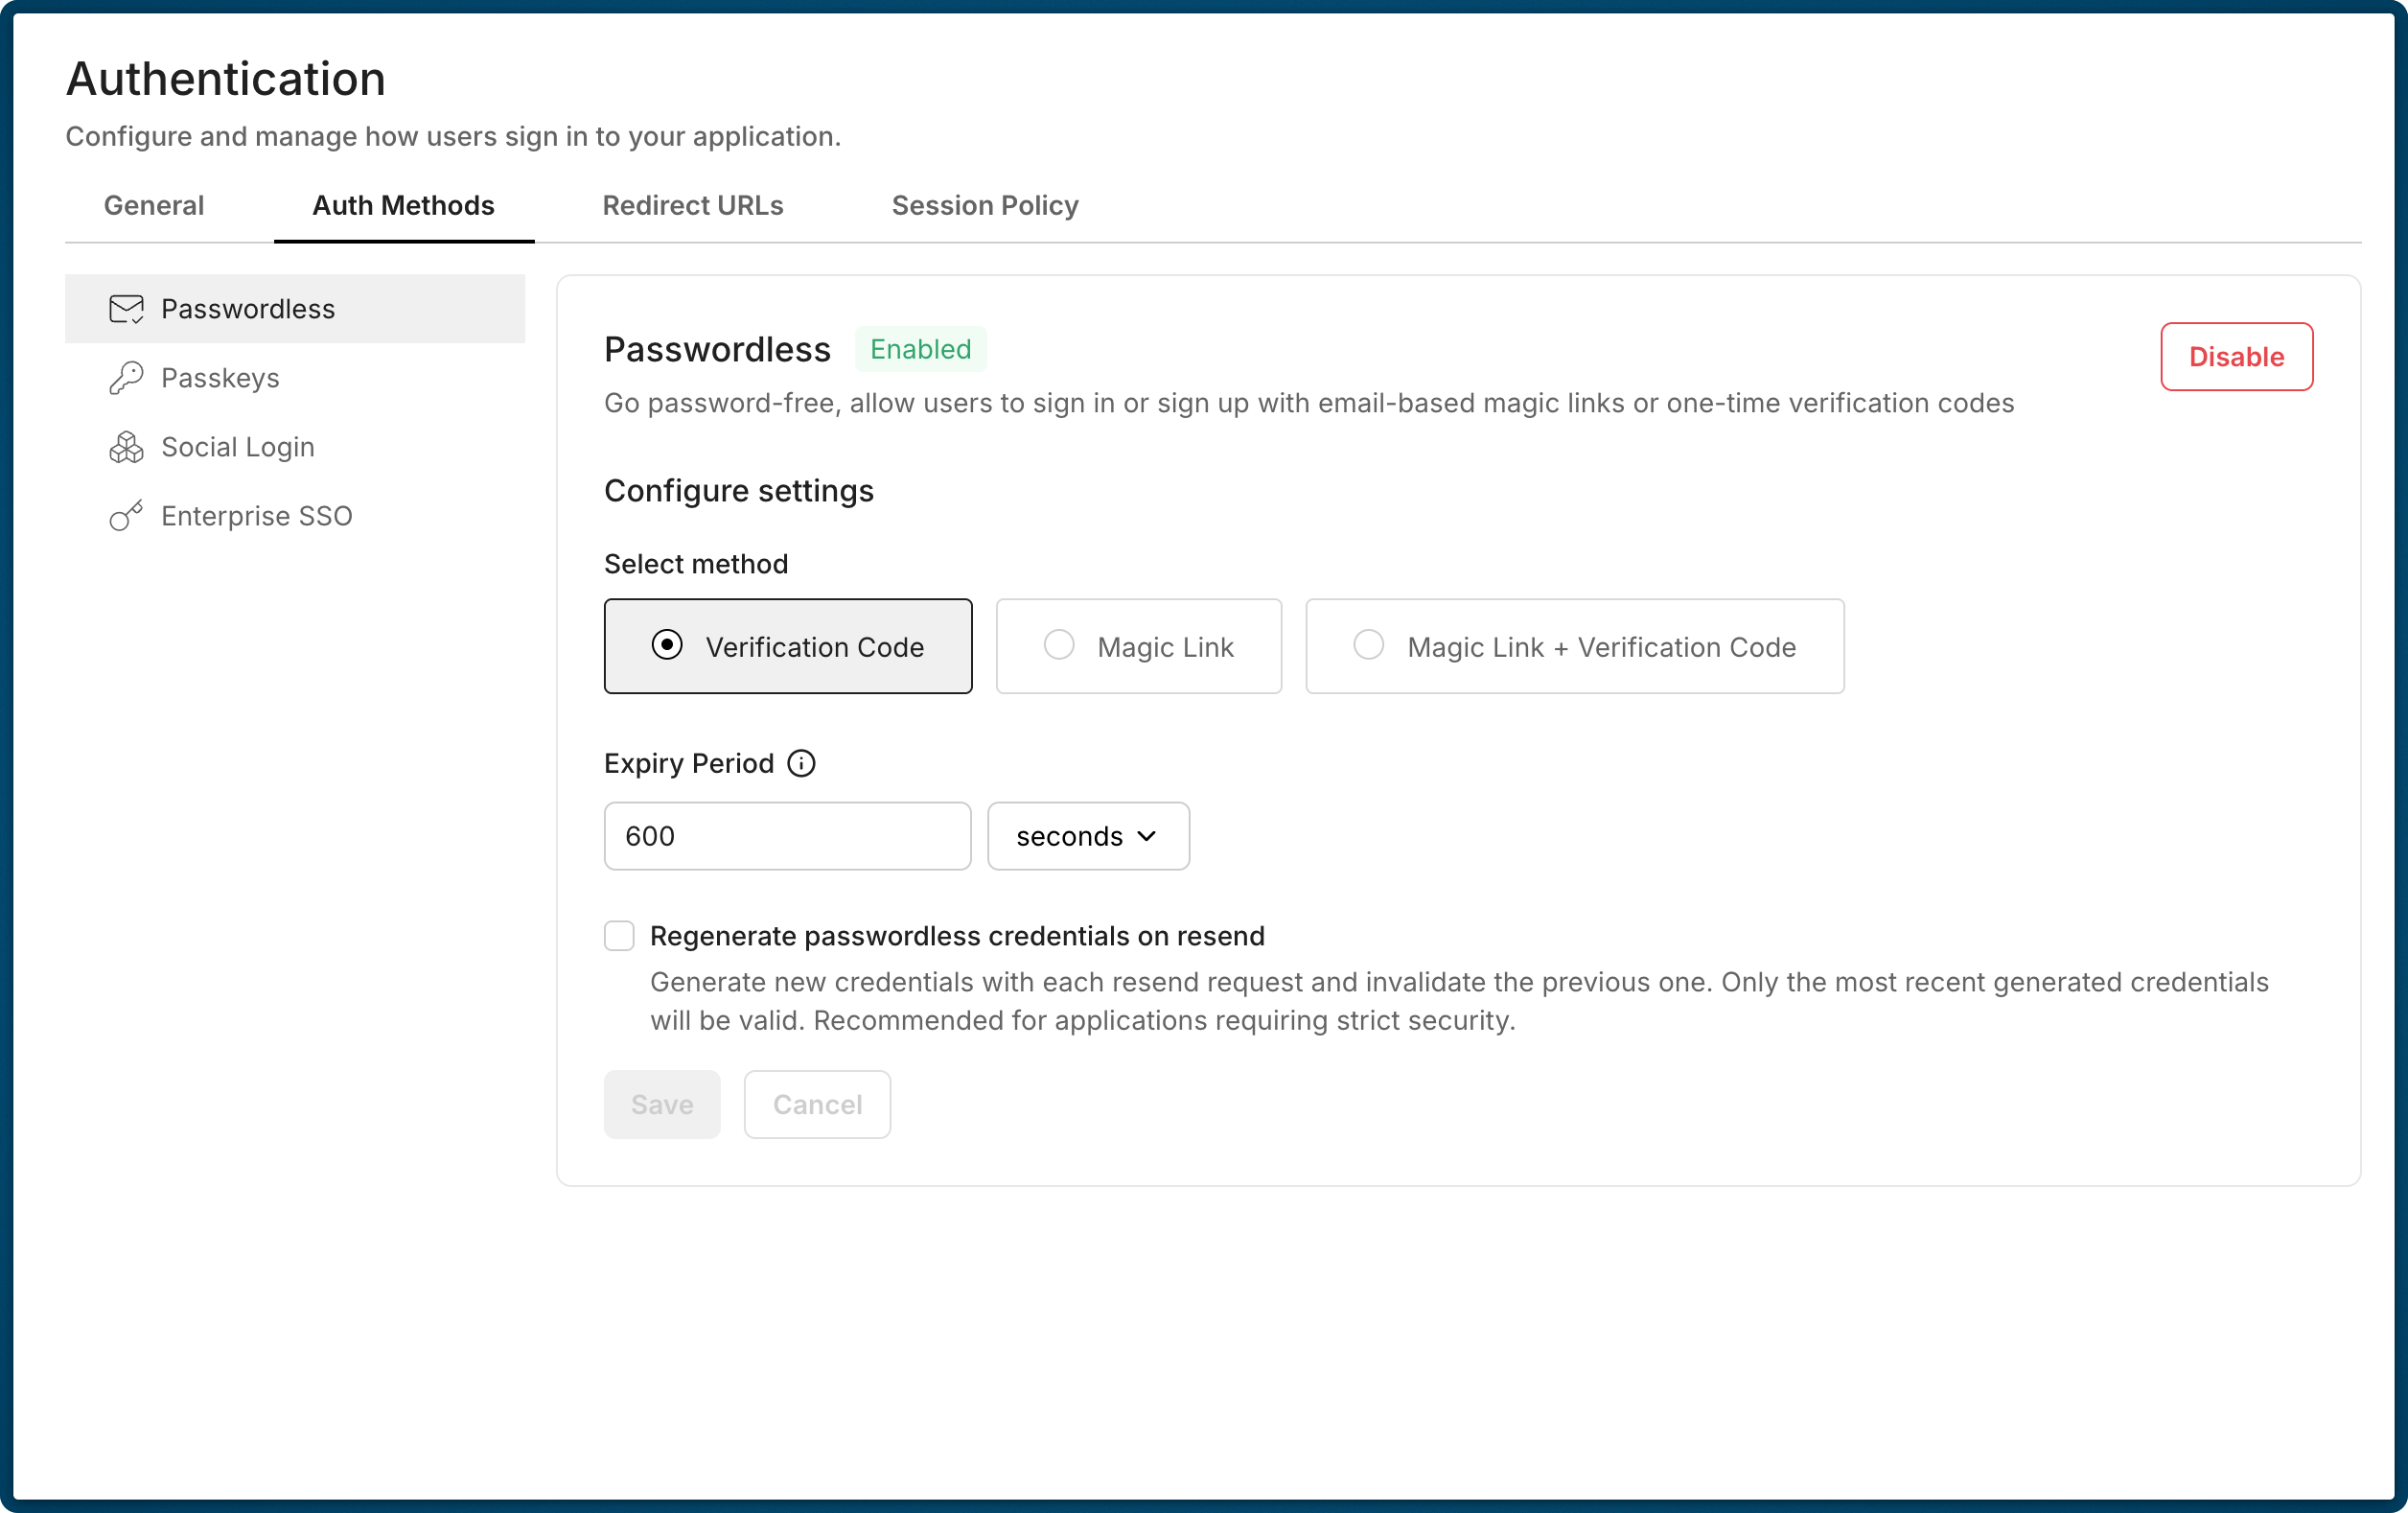 Authentication
Configure and manage how users sign in to your application.
General
Auth Methods
Redirect URLs
Session Policy
Passwordless
Passkeys
Social Login
Enterprise SSO
Passwordless
Enabled
Disable
Go password-free, allow users to sign in or sign up with email-based magic links or one-time verification codes
Configure settings
Select method
Verification Code
Magic Link
Magic Link + Verification Code
Expiry Period
600
seconds
Regenerate passwordless credentials on resend
Generate new credentials with each resend request and invalidate the previous one. Only the most recent generated credentials
will be valid. Recommended for applications requiring strict security.
Save
Cancel